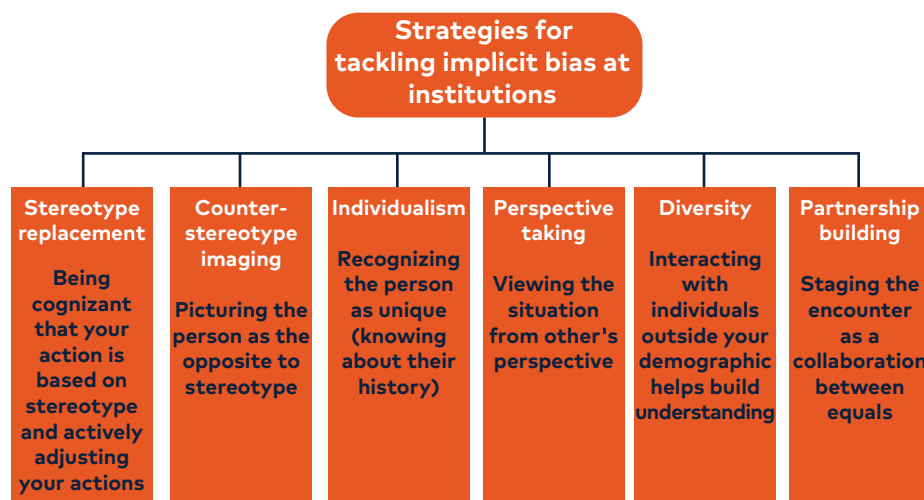 Strategies for
tackling implicit bias at
institutions
Stereotype
replacement
Being
cognizant
that your
action is
based on
stereotype
and actively
adjusting
your actions
Counter-
stereotype
imaging
Picturing the
person as the
opposite to
stereotype
Individualism
Recognizing
the person
as unique
(knowing
about their
history)
Perspective
taking
Viewing the
situation
from other's
perspective
Diversity
Interacting
with
individuals
outside your
demographic
helps build
understanding
Partnership
building
Staging the
encounter
as a
collaboration
between
equals